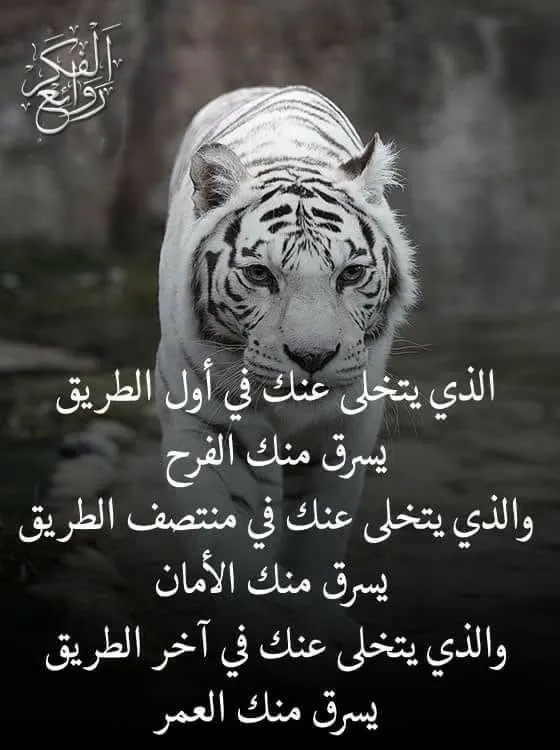 روائع الفكر
الذي يتخلى عنك في أول الطريق
يسرق منك الفرح
والذي يتخلى عنك في منتصف الطريق
يسرق منك الأمان
والذي يتخلى عنك في آخر الطريق
يسرق منك العمر